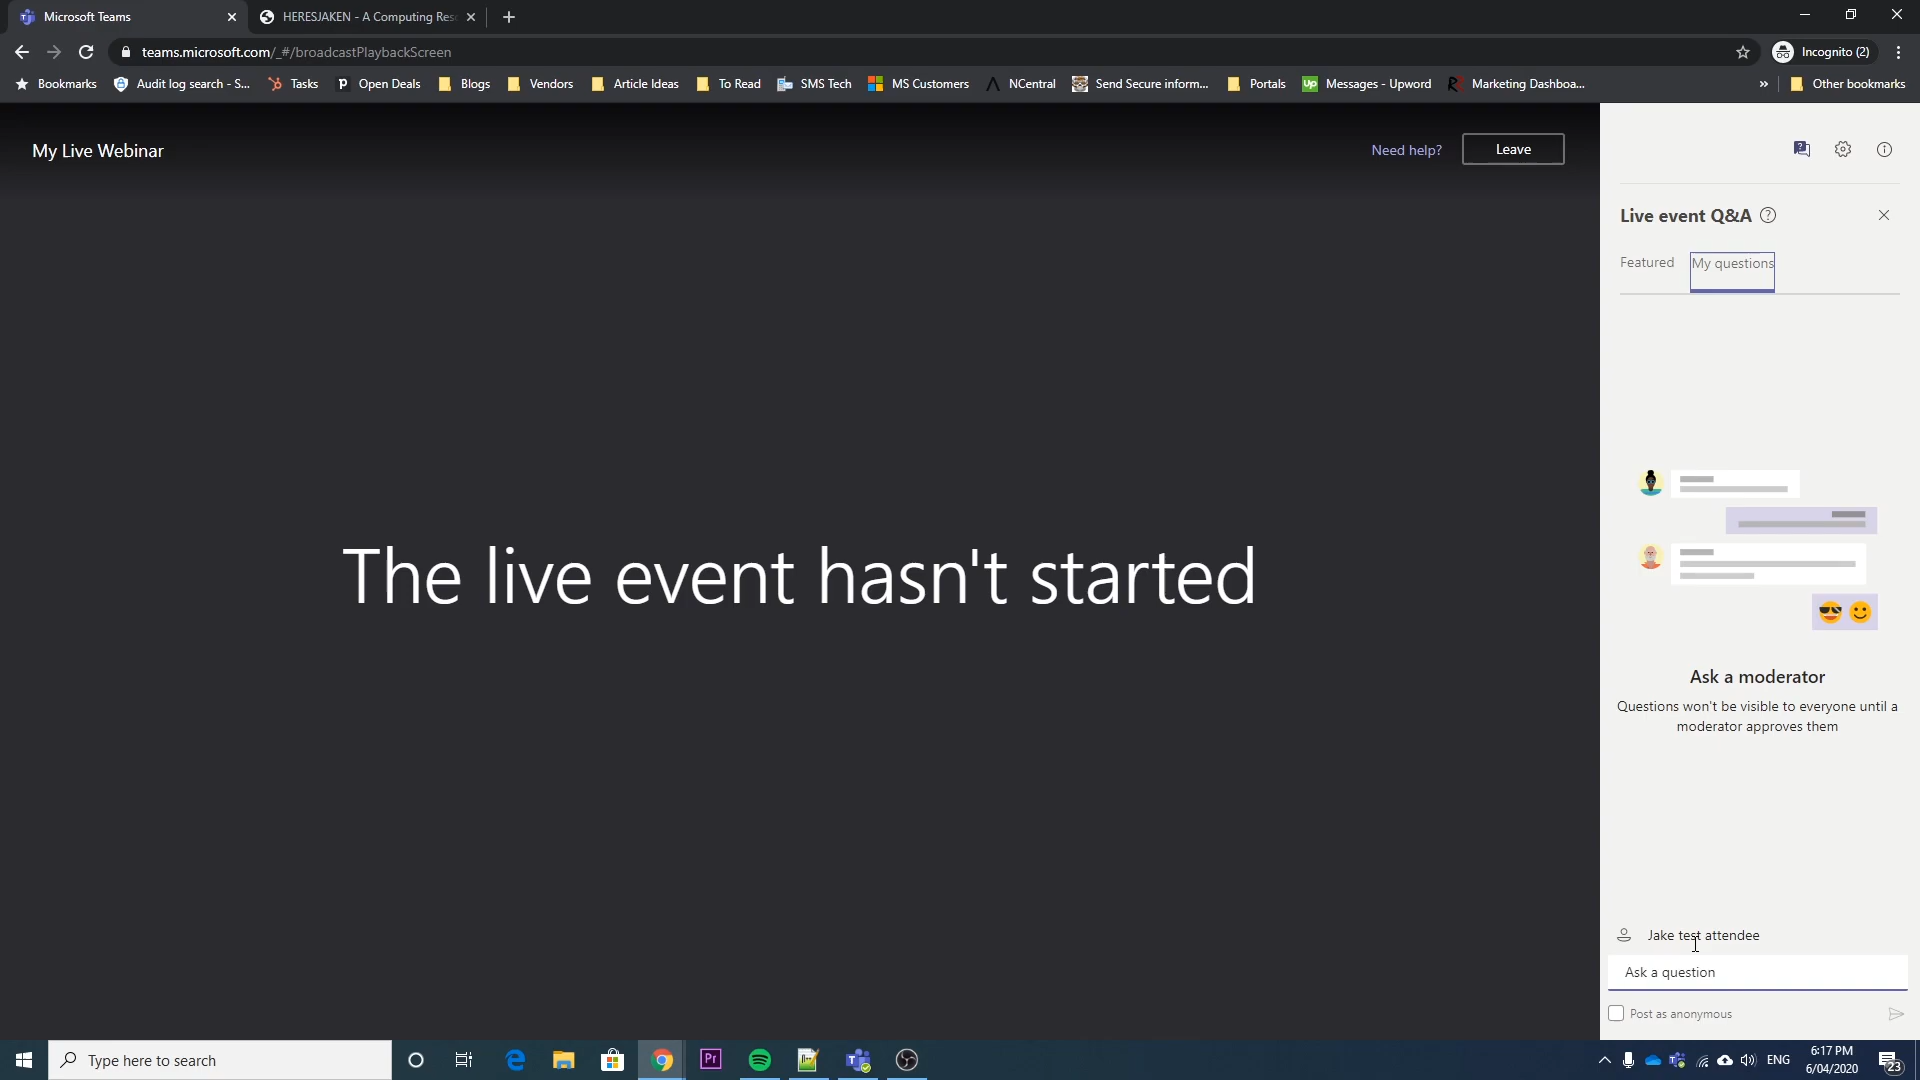 Microsoft Teams
HERESJAKEN - A Computing Res
teams.microsoft.com/_#/broadcastPlaybackScreen
Incognito (2)
Bookmarks
Audit log search - S...
Tasks
Open Deals
Blogs
Vendors
Article Ideas
To Read
SMS Tech
MS Customers
NCentral
Send Secure inform...
Portals
Messages - Upword
Marketing Dashboa...
»
Other bookmarks
My Live Webinar
Need help?
Leave
Live event Q&A
Featured
My questions
The live event hasn't started
Ask a moderator
Questions won't be visible to everyone until a
moderator approves them
Jake test attendee
Ask a question
Post as anonymous
Type here to search
Pr
ENG
6:17 PM
6/04/2020
23